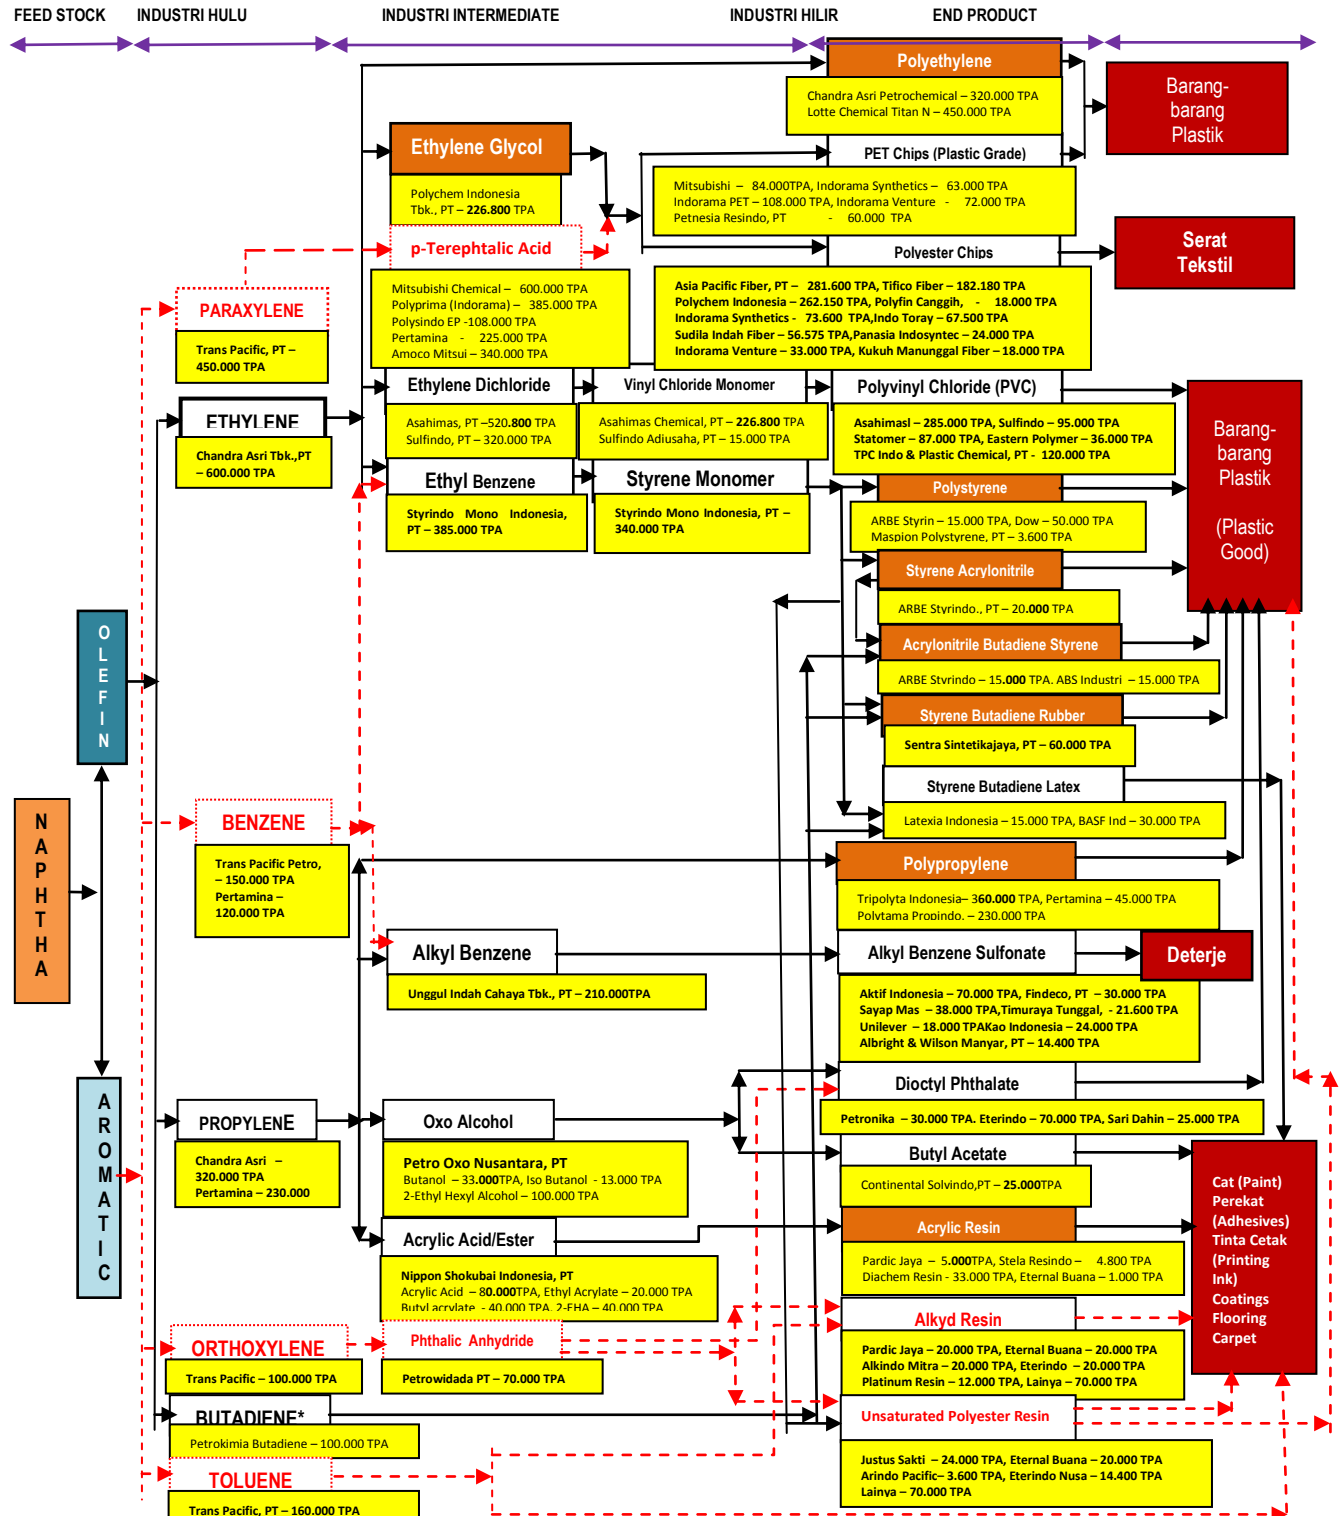 FEED STOCK
INDUSTRI HULU
INDUSTRI INTERMEDIATE
INDUSTRI HILIR
END PRODUCT
NAPHTHA
OLEFIN
AROMATIC
PARAXYLENE
Trans Pacific, PT –
450.000 TPA
ETHYLENE
Chandra Asri Tbk.,PT
– 600.000 TPA
BENZENE
Trans Pacific Petro,
– 150.000 TPA
Pertamina –
120.000 TPA
PROPYLENE
Chandra Asri –
320.000 TPA
Pertamina – 230.000
ORTHOXYLENE
Trans Pacific – 100.000 TPA
BUTADIENE*
Petrokimia Butadiene – 100.000 TPA
TOLUENE
Trans Pacific, PT – 160.000 TPA
Ethylene Glycol
Polychem Indonesia
Tbk., PT – 226.800 TPA
p-Terephtalic Acid
Mitsubishi Chemical – 600.000 TPA
Polyprima (Indorama) – 385.000 TPA
Polysindo EP -108.000 TPA
Pertamina - 225.000 TPA
Amoco Mitsui – 340.000 TPA
Ethylene Dichloride
Asahimas, PT –520.800 TPA
Sulfindo, PT – 320.000 TPA
Ethyl Benzene
Styrindo Mono Indonesia,
PT – 385.000 TPA
Vinyl Chloride Monomer
Asahimas Chemical, PT – 226.800 TPA
Sulfindo Adiusaha, PT – 15.000 TPA
Styrene Monomer
Styrindo Mono Indonesia, PT –
340.000 TPA
Alkyl Benzene
Unggul Indah Cahaya Tbk., PT – 210.000TPA
Oxo Alcohol
Petro Oxo Nusantara, PT
Butanol – 33.000TPA, Iso Butanol - 13.000 TPA
2-Ethyl Hexyl Alcohol – 100.000 TPA
Acrylic Acid/Ester
Nippon Shokubai Indonesia, PT
Acrylic Acid – 80.000TPA, Ethyl Acrylate – 20.000 TPA
Butyl acrylate - 40.000 TPA, 2-EHA – 40.000 TPA
Phthalic Anhydride
Petrowidada PT – 70.000 TPA
Polyethylene
Chandra Asri Petrochemical – 320.000 TPA
Lotte Chemical Titan N – 450.000 TPA
PET Chips (Plastic Grade)
Mitsubishi – 84.000TPA, Indorama Synthetics – 63.000 TPA
Indorama PET – 108.000 TPA, Indorama Venture - 72.000 TPA
Petnesia Resindo, PT - 60.000 TPA
Polyester Chips
Asia Pacific Fiber, PT – 281.600 TPA, Tifico Fiber – 182.180 TPA
Polychem Indonesia – 262.150 TPA, Polyfin Canggih, - 18.000 TPA
Indorama Synthetics - 73.600 TPA,Indo Toray – 67.500 TPA
Sudila Indah Fiber – 56.575 TPA,Panasia Indosyntec – 24.000 TPA
Indorama Venture – 33.000 TPA, Kukuh Manunggal Fiber – 18.000 TPA
Polyvinyl Chloride (PVC)
Asahimasl – 285.000 TPA, Sulfindo – 95.000 TPA
Statomer – 87.000 TPA, Eastern Polymer – 36.000 TPA
TPC Indo & Plastic Chemical, PT - 120.000 TPA
Polystyrene
ARBE Styrin – 15.000 TPA, Dow – 50.000 TPA
Maspion Polystyrene, PT – 3.600 TPA
Styrene Acrylonitrile
ARBE Styrindo., PT – 20.000 TPA
Acrylonitrile Butadiene Styrene
ARBE Styrindo – 15.000 TPA. ABS Industri – 15.000 TPA
Styrene Butadiene Rubber
Sentra Sintetikajaya, PT – 60.000 TPA
Styrene Butadiene Latex
Latexia Indonesia – 15.000 TPA, BASF Ind – 30.000 TPA
Polypropylene
Tripolyta Indonesia– 360.000 TPA, Pertamina – 45.000 TPA
Polytama Propindo. – 230.000 TPA
Alkyl Benzene Sulfonate
Aktif Indonesia – 70.000 TPA, Findeco, PT – 30.000 TPA
Sayap Mas – 38.000 TPA,Timuraya Tunggal, - 21.600 TPA
Unilever – 18.000 TPAKao Indonesia – 24.000 TPA
Albright & Wilson Manyar, PT – 14.400 TPA
Dioctyl Phthalate
Petronika – 30.000 TPA. Eterindo – 70.000 TPA, Sari Dahin – 25.000 TPA
Butyl Acetate
Continental Solvindo,PT – 25.000TPA
Acrylic Resin
Pardic Jaya – 5.000TPA, Stela Resindo – 4.800 TPA
Diachem Resin - 33.000 TPA, Eternal Buana – 1.000 TPA
Alkyd Resin
Pardic Jaya – 20.000 TPA, Eternal Buana – 20.000 TPA
Alkindo Mitra – 20.000 TPA, Eterindo – 20.000 TPA
Platinum Resin – 12.000 TPA, Lainya – 70.000 TPA
Unsaturated Polyester Resin
Justus Sakti – 24.000 TPA, Eternal Buana – 20.000 TPA
Arindo Pacific– 3.600 TPA, Eterindo Nusa – 14.400 TPA
Lainya – 70.000 TPA
Barang-
barang
Plastik
Serat
Tekstil
Barang-
barang
Plastik
(Plastic
Good)
Deterje
Cat (Paint)
Perekat
(Adhesives)
Tinta Cetak
(Printing
Ink)
Coatings
Flooring
Carpet